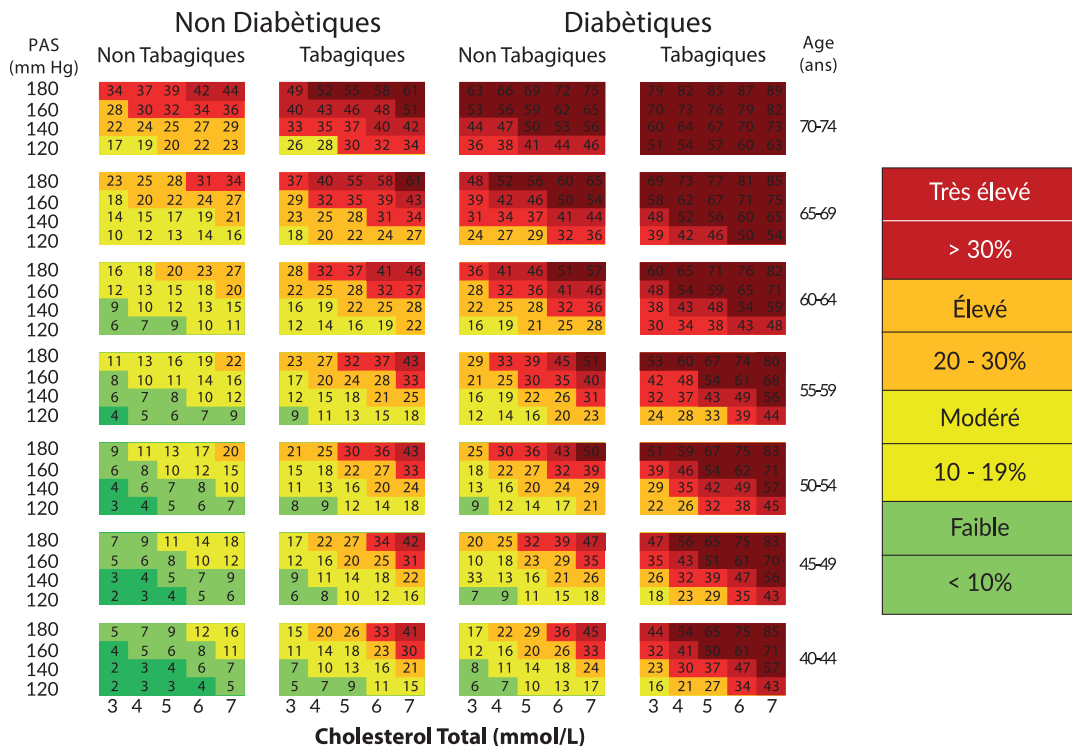 Non Diabètiques Diabètiques
PAS (mm Hg) Non Tabagiques Tabagiques Non Tabagiques Tabagiques Age (ans)
180 34 37 39 42 44 49 52 55 58 61 63 66 69 72 75 79 82 85 87 89
160 28 30 32 34 36 40 43 46 48 51 53 56 59 62 65 70 73 76 79 82
140 22 24 25 27 29 33 35 37 40 42 44 47 50 53 56 60 64 67 70 73 70-74
120 17 19 20 22 23 26 28 30 32 34 36 38 41 44 46 51 54 57 60 63
180 23 25 28 31 34 37 40 55 58 61 48 52 56 60 65 69 73 77 81 85
160 18 20 22 24 27 29 32 35 39 43 39 42 46 50 54 58 62 67 71 75
140 14 15 17 19 21 23 25 28 31 34 31 34 37 41 44 48 52 56 60 65 65-69
120 10 12 13 14 16 18 20 22 24 27 24 27 29 32 36 39 42 46 50 54
180 16 18 20 23 27 28 32 37 41 46 36 41 46 51 57 60 65 71 76 82
160 12 13 15 18 20 22 25 28 32 37 28 32 36 41 46 48 54 59 65 71
140 9 10 12 13 15 16 19 22 25 28 22 25 28 32 36 38 43 48 54 59 60-64
120 6 7 9 10 11 12 14 16 19 22 16 19 21 25 28 30 34 38 43 48
180 11 13 16 19 22 23 27 32 37 43 29 33 39 45 51 53 60 67 74 80
160 8 10 11 14 16 17 20 24 28 33 21 25 30 35 40 42 48 54 61 68
140 6 7 8 10 12 12 15 18 21 25 16 19 22 26 31 32 37 43 49 56 55-59
120 4 5 6 7 9 9 11 13 15 18 12 14 16 20 23 24 28 33 39 44
180 9 11 13 17 20 21 25 30 36 43 25 30 36 43 50 51 59 67 75 83
160 6 8 10 12 15 15 18 22 27 33 18 22 27 32 39 39 46 54 62 71
140 4 6 7 8 10 11 13 16 20 24 13 16 20 24 29 29 35 42 49 57 50-54
120 3 4 5 6 7 8 9 12 14 18 9 12 14 17 21 22 26 32 38 45
180 7 9 11 14 18 17 22 27 34 42 20 25 32 39 47 47 56 65 75 83
160 5 6 8 10 12 12 16 20 25 31 10 18 23 29 35 35 43 51 61 70
140 3 4 5 7 9 9 11 14 18 22 33 13 16 21 26 26 32 39 47 56 45-49
120 2 3 4 5 6 7 8 10 12 16 7 9 11 15 18 18 23 29 35 43
180 5 7 9 12 16 15 20 26 33 41 17 22 29 36 45 44 54 65 75 85
160 4 5 6 8 11 11 14 18 23 30 12 16 20 26 33 32 41 50 61 71
140 2 3 4 6 7 7 10 13 16 21 8 11 14 18 24 23 30 37 47 57 40-44
120 2 3 3 4 5 5 7 9 11 15 6 7 10 13 17 16 21 27 34 43
3 4 5 6 7 3 4 5 6 7 3 4 5 6 7 3 4 5 6 7
Cholesterol Total (mmol/L)
Très élevé
> 30%
Élevé
20 - 30%
Modéré
10 - 19%
Faible
< 10%